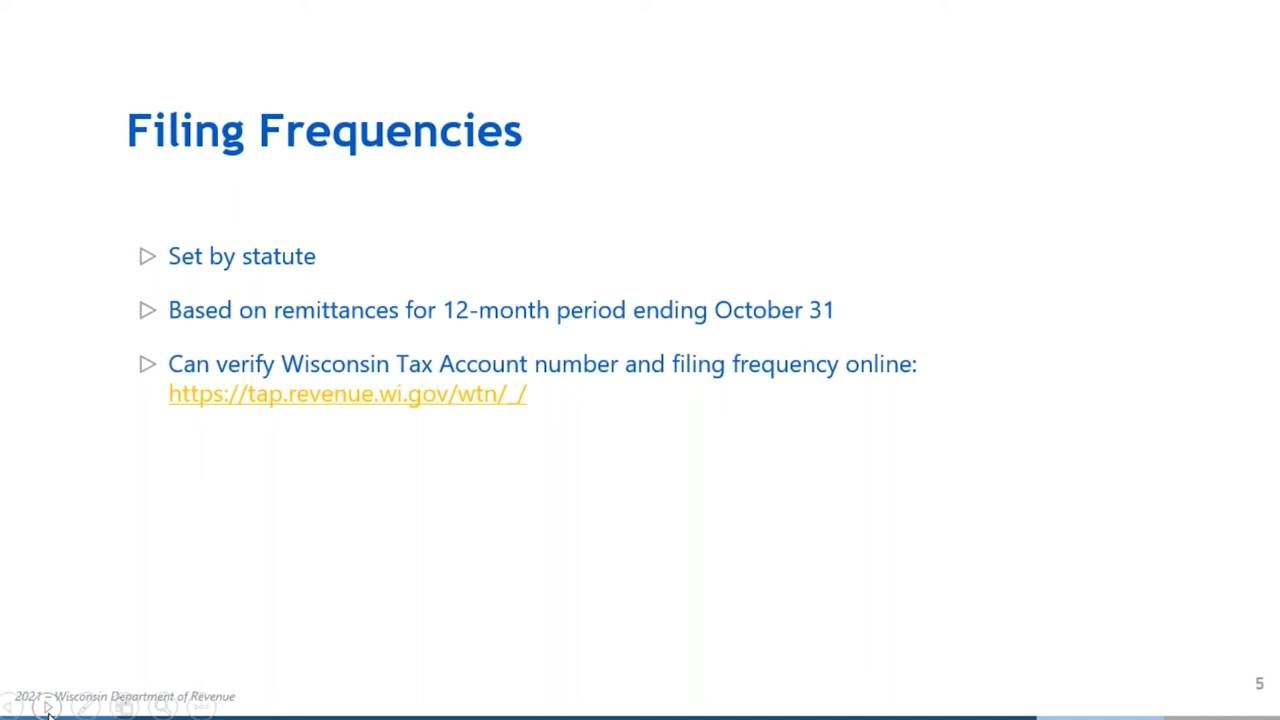 Filing Frequencies
Set by statute
Based on remittances for 12-month period ending October 31
Can verify Wisconsin Tax Account number and filing frequency online:
https://tap.revenue.wi.gov/wtn/_/
Wisconsin Department of Revenue
5